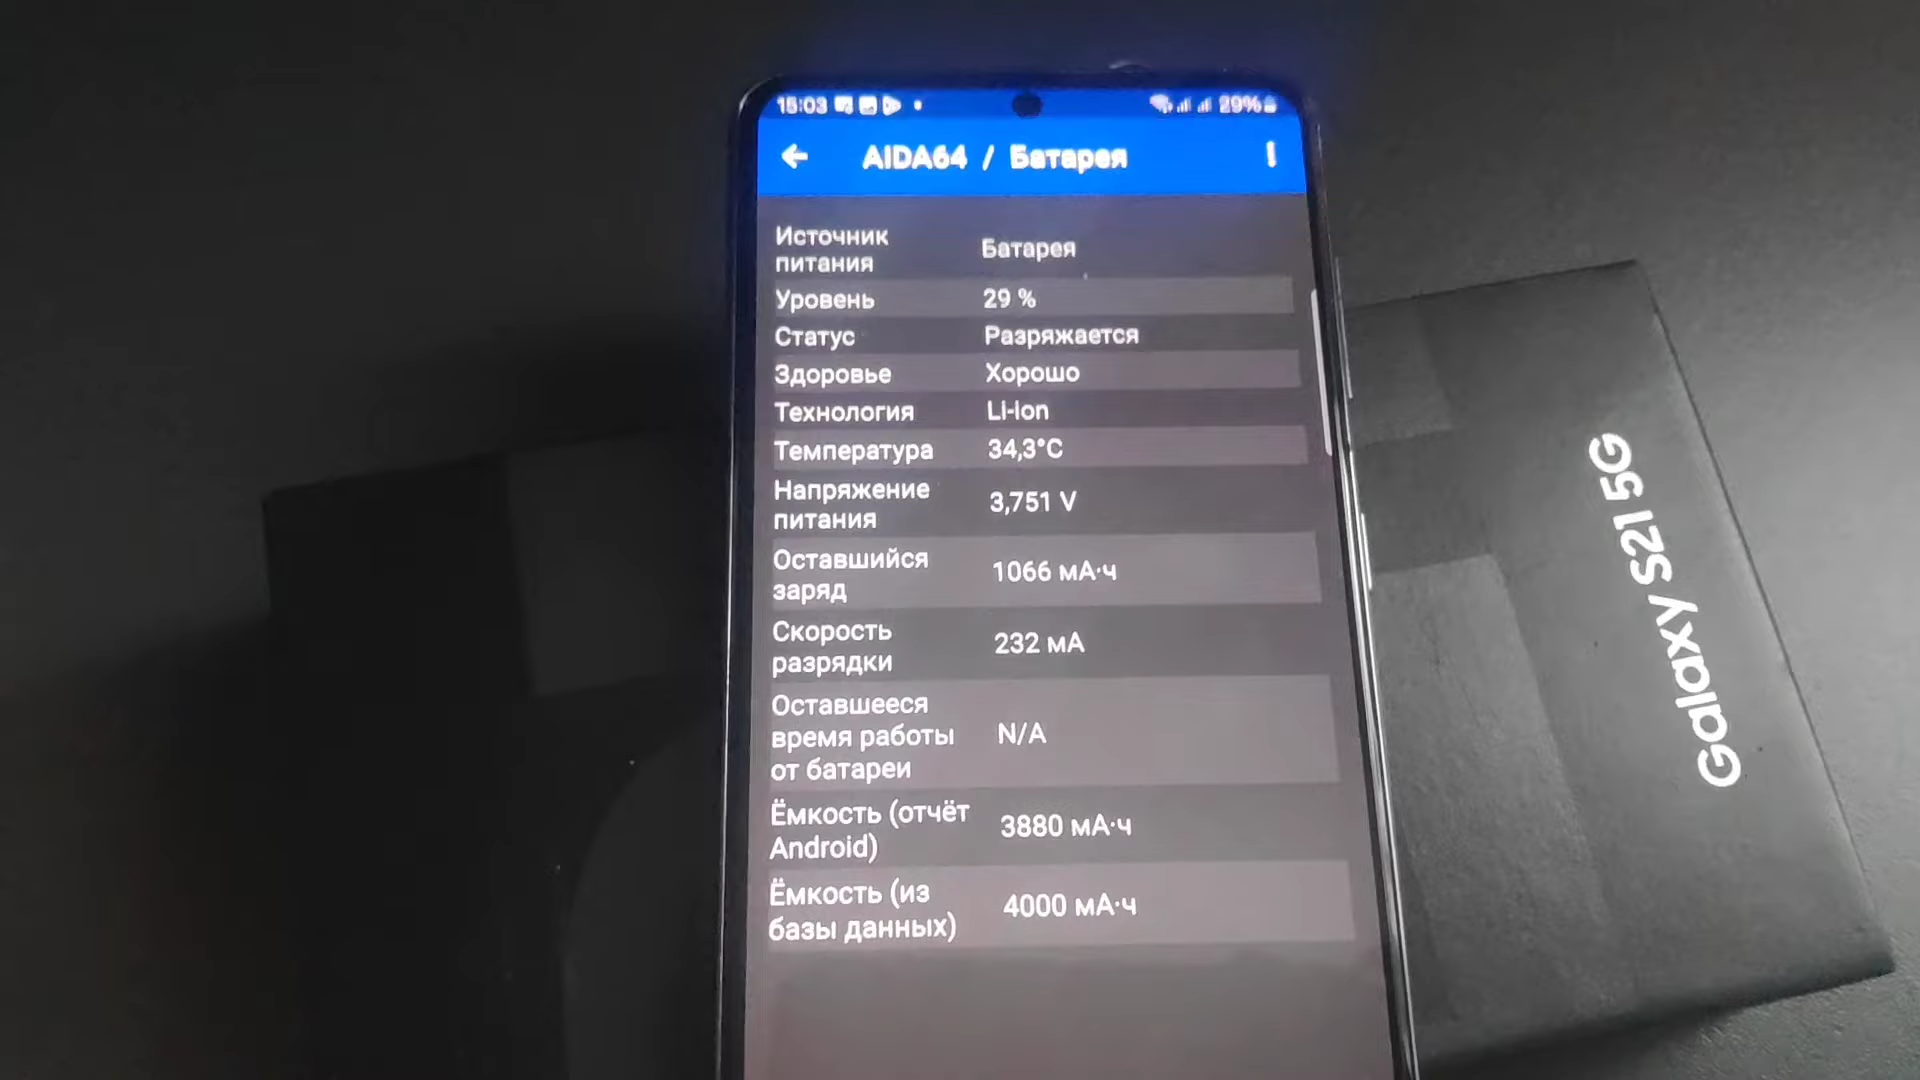 15:03 29%
AIDA64 / Батарея
Источник
питания
Батарея
Уровень 29 %
Статус Разряжается
Здоровье Хорошо
Технология Li-Ion
Температура 34,3°C
Напряжение
питания
3,751 V
Оставшийся
заряд
1066 мА·ч
Скорость
разрядки
232 мА
Оставшееся
время работы
от батареи
N/A
Ёмкость (отчёт
Android)
3880 мА·ч
Ёмкость (из
базы данных)
4000 мА·ч
Galaxy S21 5G